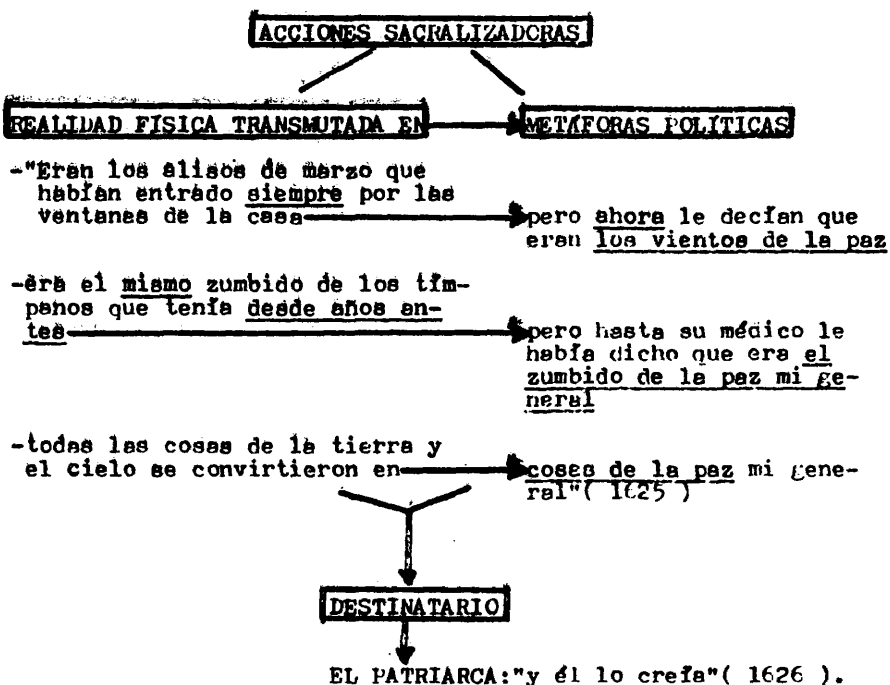 ACCIONES SACRALIZADORAS
REALIDAD FÍSICA TRANSMUTADA EN
METÁFORAS POLITICAS
-"Eran los alisos de marzo que
habían entrado siempre por las
ventanas de la casa
pero ahora le decían que
eran los vientos de la paz
-era el mismo zumbido de los tím-
panos que tenía desde años an-
tes
pero hasta su médico le
había dicho que era el
zumbido de la paz mi ge-
neral
-todas las cosas de la tierra y
el cielo se convirtieron en
cosas de la paz mi gene-
ral"( 1625 )
DESTINATARIO
EL PATRIARCA:"y él lo creía"( 1626 ).